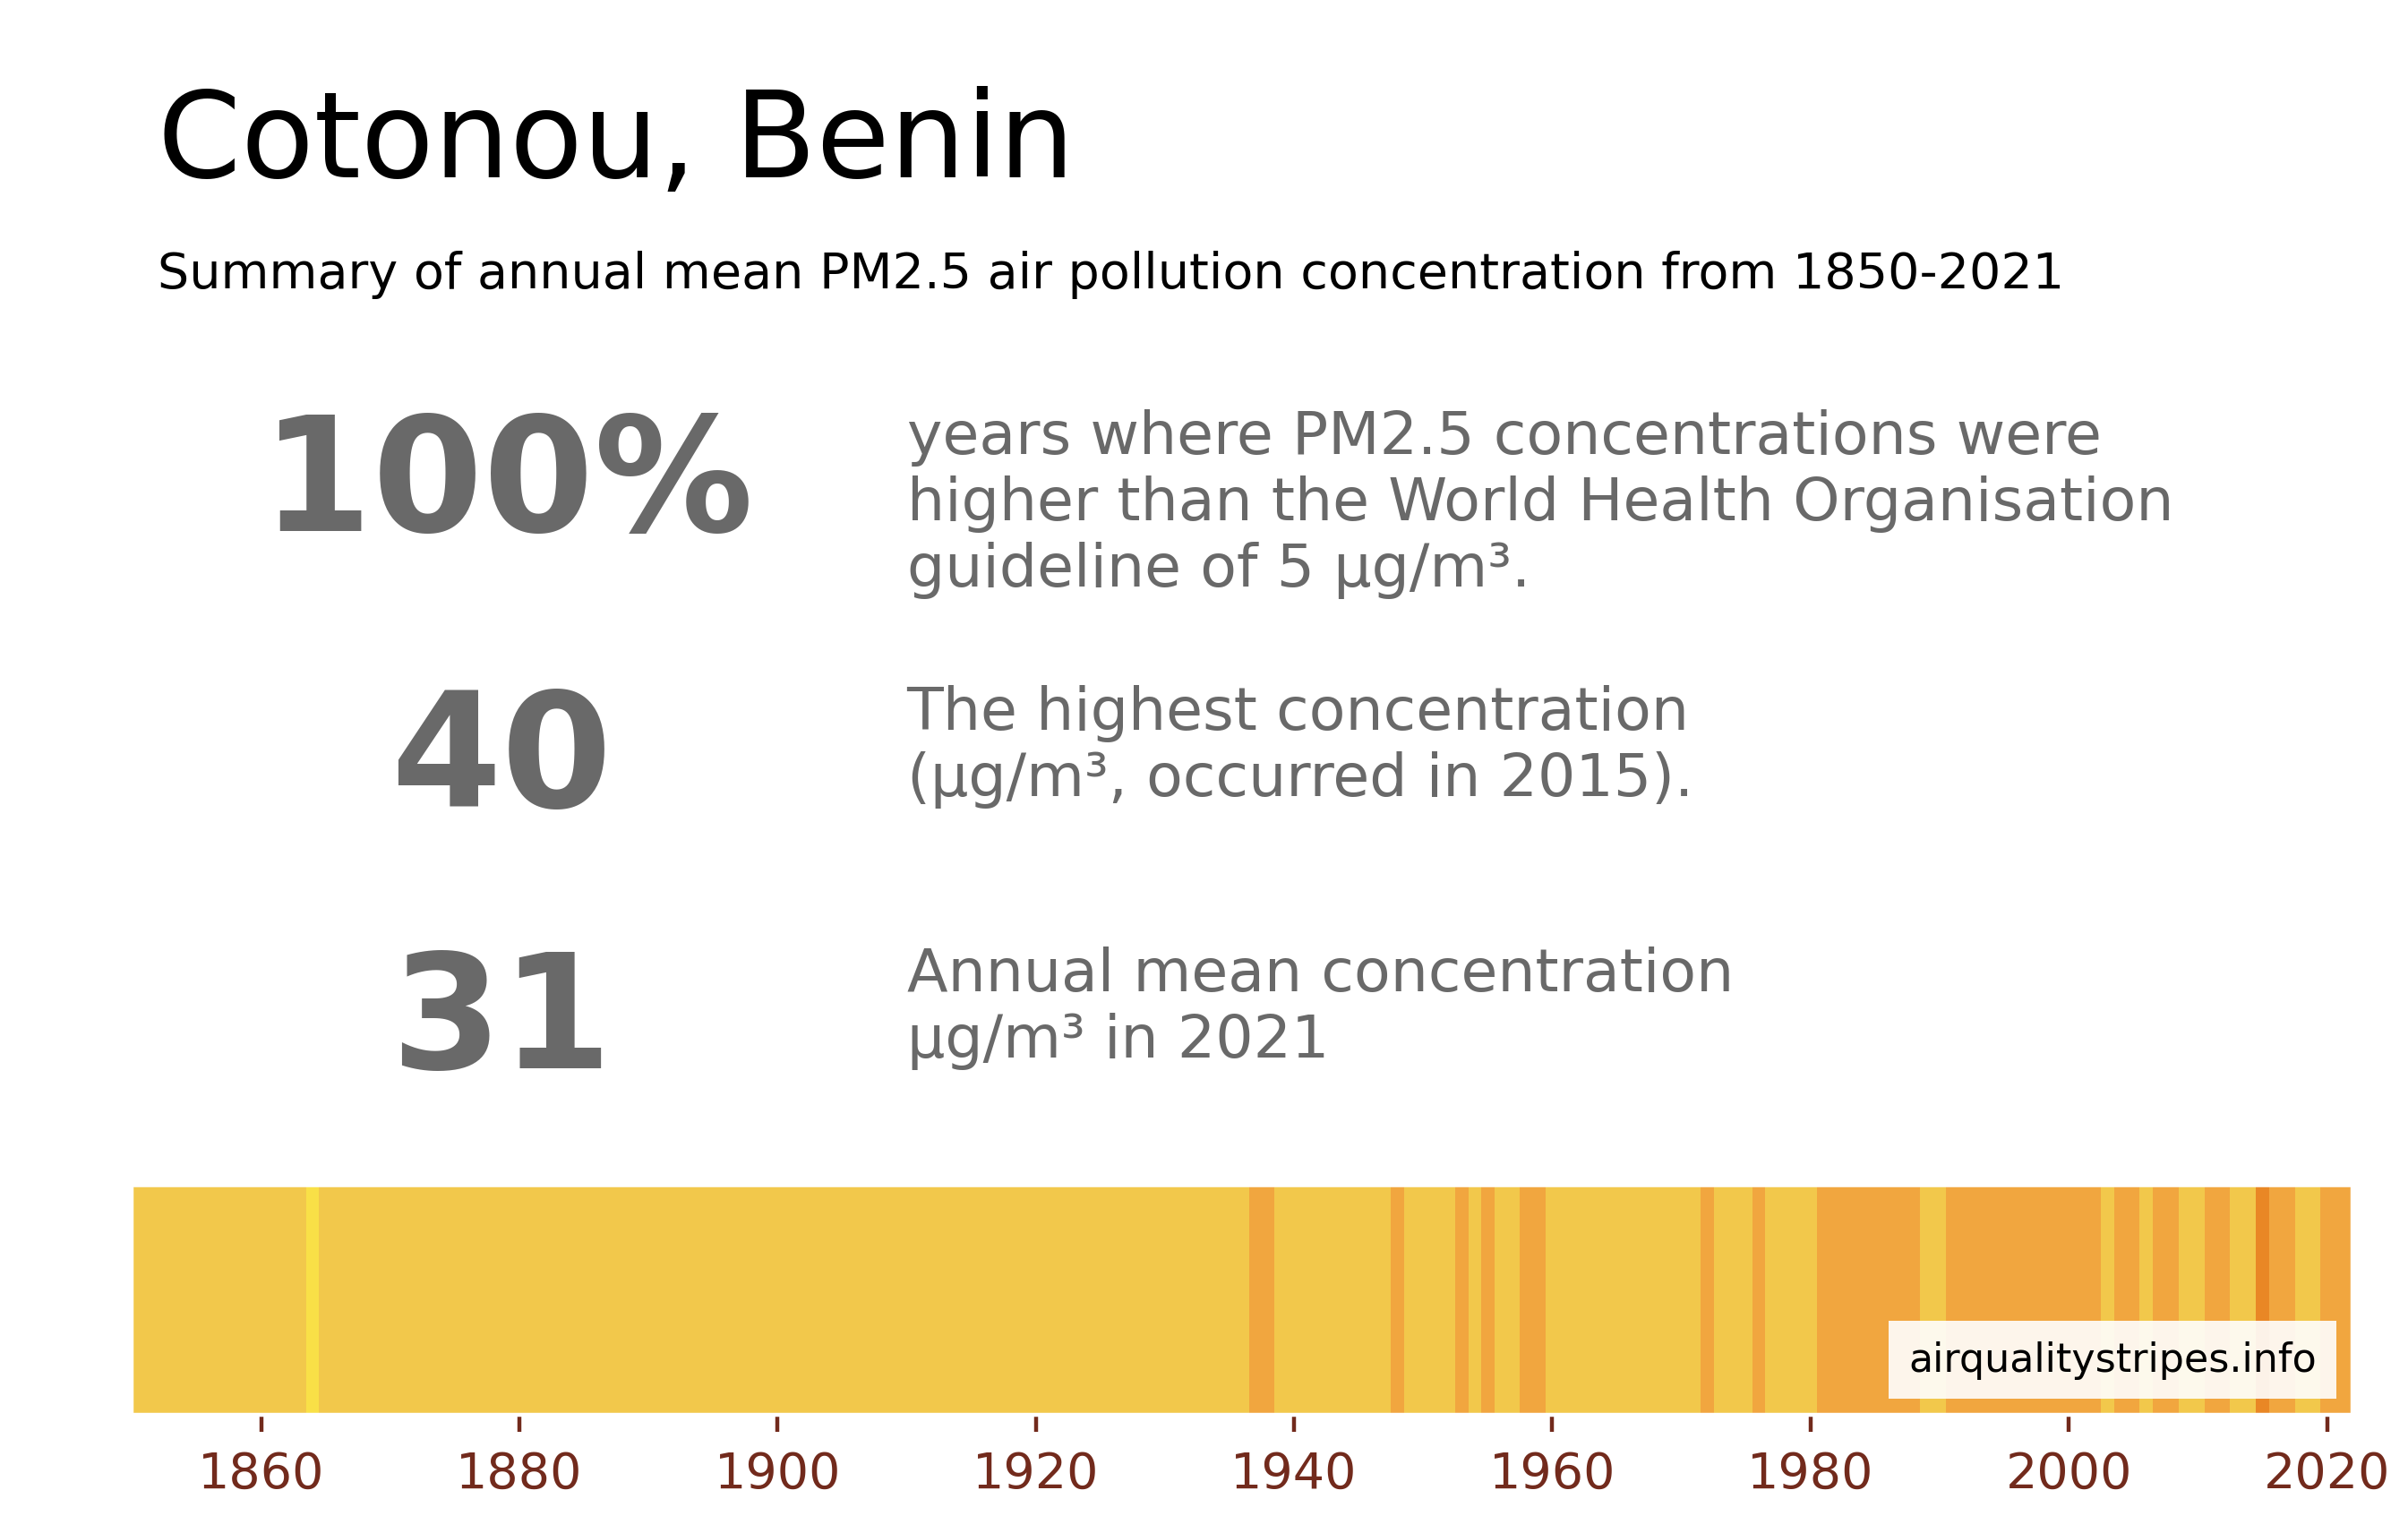 Cotonou, Benin
Summary of annual mean PM2.5 air pollution concentration from 1850-2021
100%
years where PM2.5 concentrations were
higher than the World Health Organisation
guideline of 5 µg/m³.
40
The highest concentration
(µg/m³, occurred in 2015).
31
Annual mean concentration
µg/m³ in 2021
airqualitystripes.info
1860 1880 1900 1920 1940 1960 1980 2000 2020